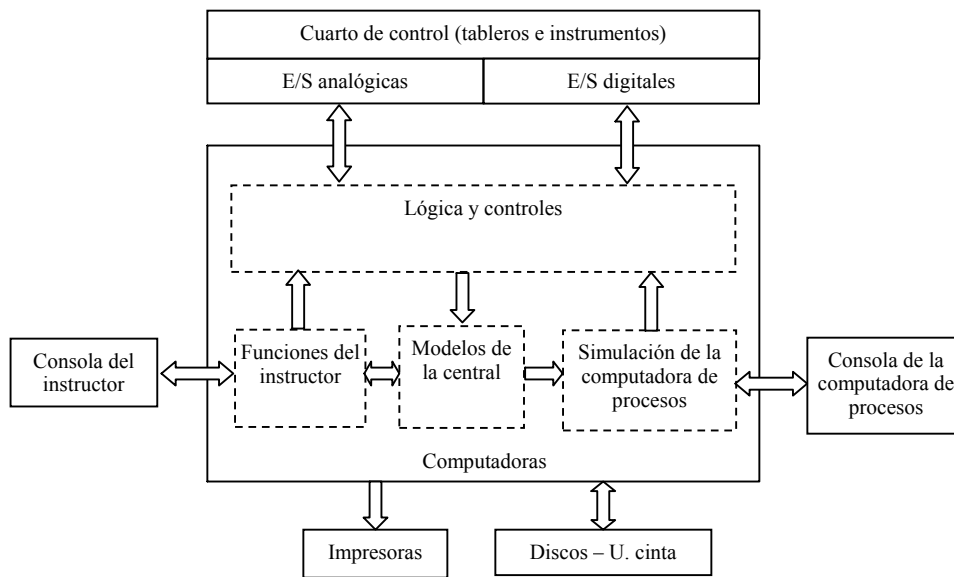 Cuarto de control (tableros e instrumentos)
E/S analógicas
E/S digitales
Lógica y controles
Consola del
instructor
Funciones del
instructor
Modelos de
la central
Simulación de la
computadora de
procesos
Consola de la
computadora de
procesos
Computadoras
Impresoras
Discos – U. cinta